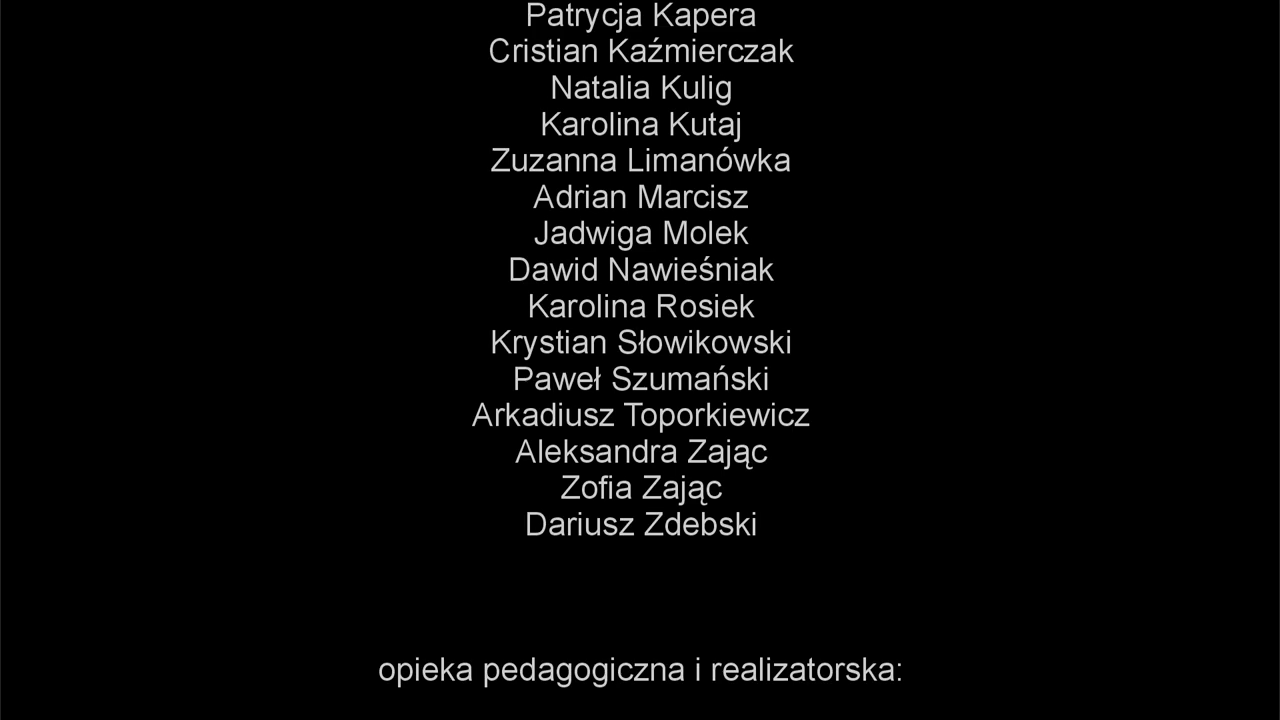 Patrycja Kapera
Cristian Kaźmierczak
Natalia Kulig
Karolina Kutaj
Zuzanna Limanówka
Adrian Marcisz
Jadwiga Molek
Dawid Nawieśniak
Karolina Rosiek
Krystian Słowikowski
Paweł Szumański
Arkadiusz Toporkiewicz
Aleksandra Zając
Zofia Zając
Dariusz Zdebski
opieka pedagogiczna i realizatorska: